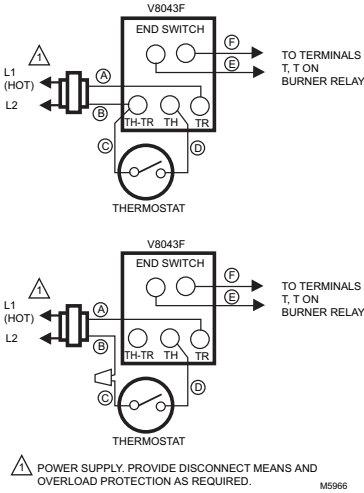 V8043F
END SWITCH
F
E
TO TERMINALS
T, T ON
BURNER RELAY
1
L1
(HOT)
L2
A
B
TH-TR TH TR
C
D
THERMOSTAT
V8043F
END SWITCH
F
E
TO TERMINALS
T, T ON
BURNER RELAY
1
L1
(HOT)
L2
A
B
TH-TR TH TR
C
D
THERMOSTAT
1 POWER SUPPLY. PROVIDE DISCONNECT MEANS AND
OVERLOAD PROTECTION AS REQUIRED.
M5966